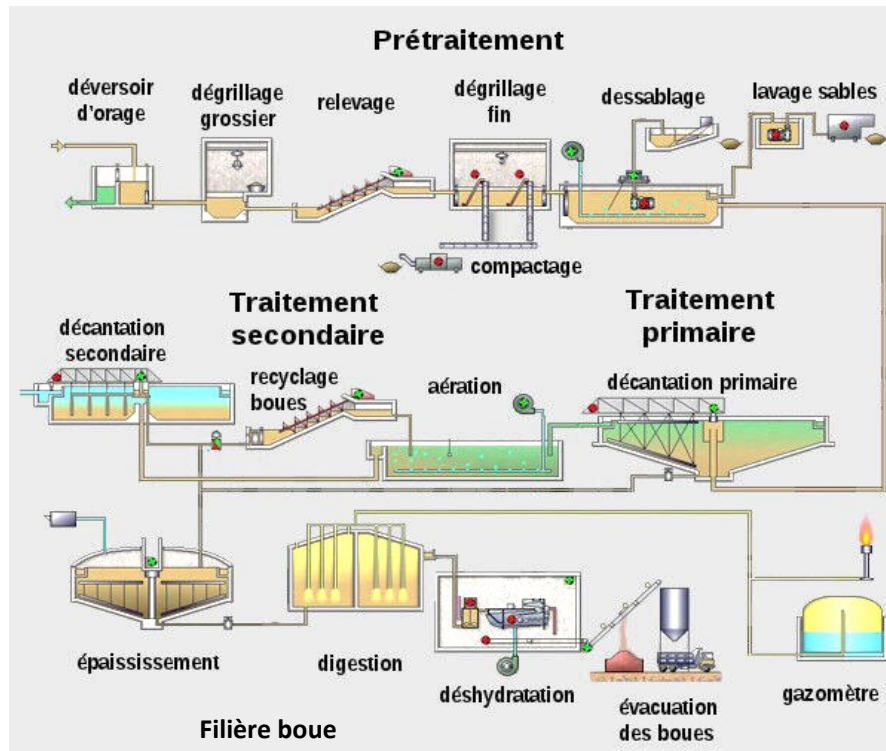 Prétraitement
déversoir
d'orage
dégrillage
grossier
relevage
dégrillage
fin
dessablage
lavage sables
compactage
Traitement
secondaire
Traitement
primaire
décantation
secondaire
recyclage
boues
aération
décantation primaire
épaississement
digestion
déshydratation
évacuation
des boues
gazomètre
Filière boue